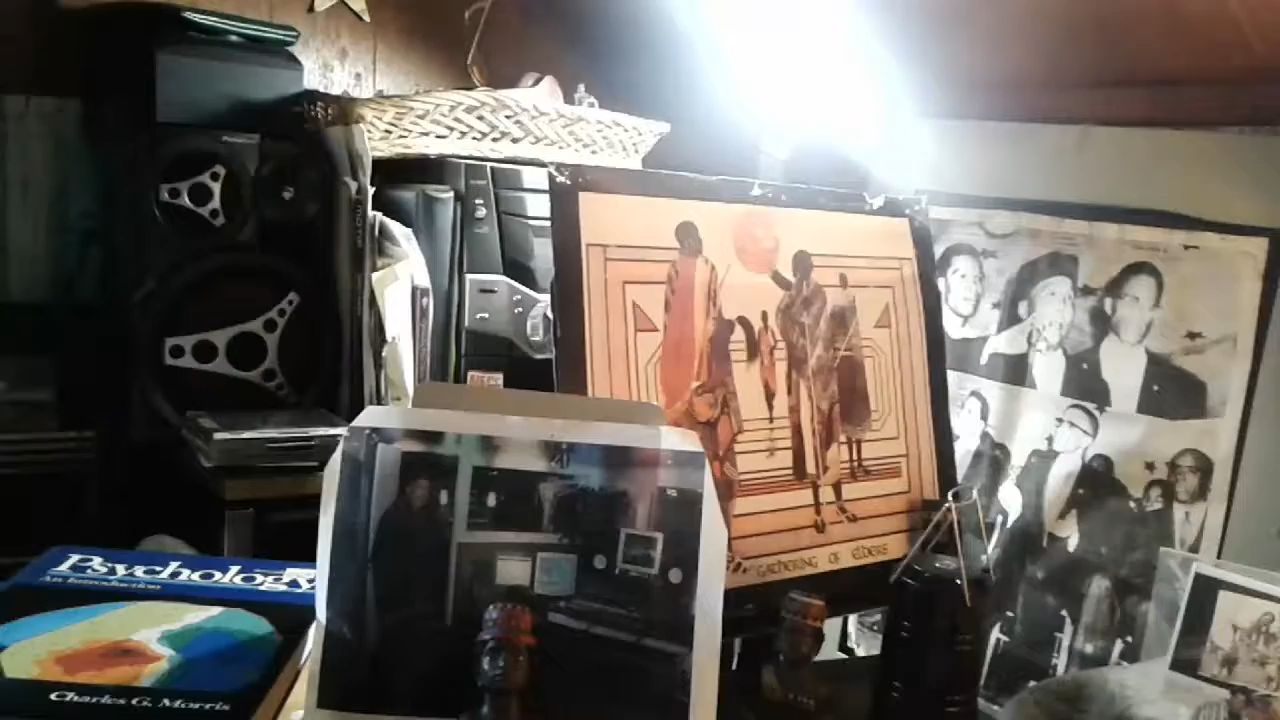 GATHERING OF ELDERS
Psychology
An Introduction
Charles G. Morris